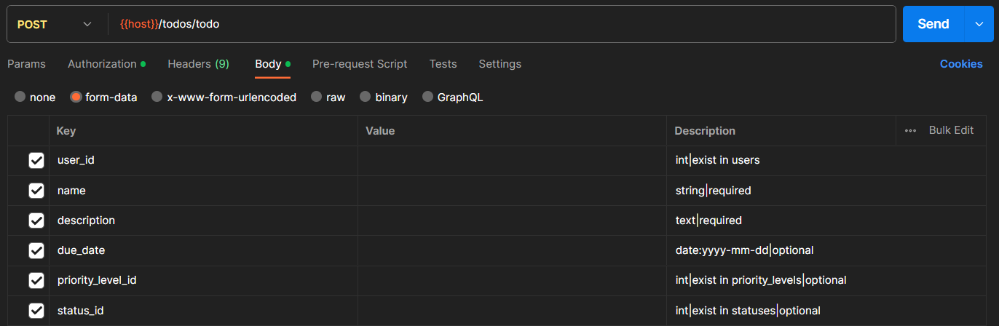 POST {{host}}/todos/todo Send
Params Authorization Headers (9) Body Pre-request Script Tests Settings Cookies
none form-data x-www-form-urlencoded raw binary GraphQL
Key Value Description Bulk Edit
user_id int|exist in users
name string|required
description text|required
due_date date:yyyy-mm-dd|optional
priority_level_id int|exist in priority_levels|optional
status_id int|exist in statuses|optional